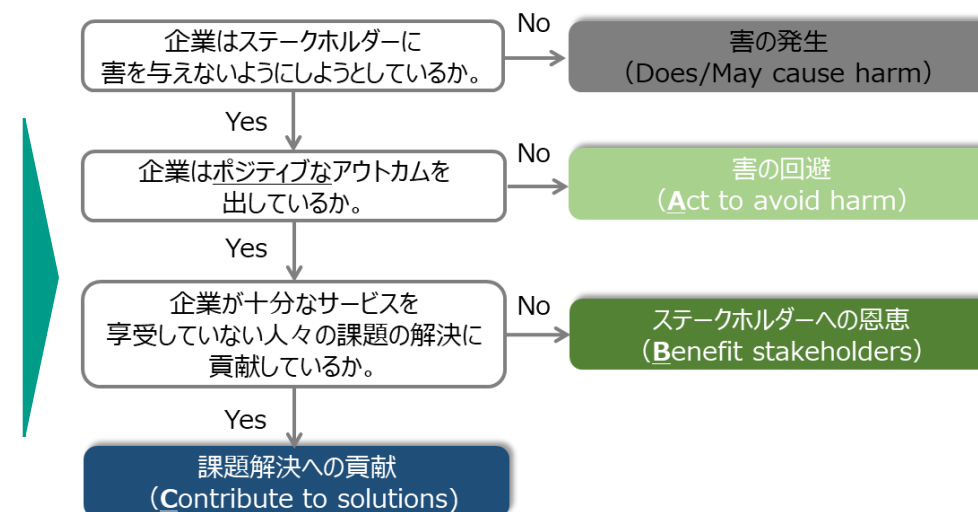 企業はステークホルダーに
害を与えないようにしようとしているか。
No
害の発生
（Does/May cause harm）
Yes
企業はポジティブなアウトカムを
出しているか。
No
害の回避
（Act to avoid harm）
Yes
企業が十分なサービスを
享受していない人々の課題の解決に
貢献しているか。
No
ステークホルダーへの恩恵
（Benefit stakeholders）
Yes
課題解決への貢献
（Contribute to solutions）